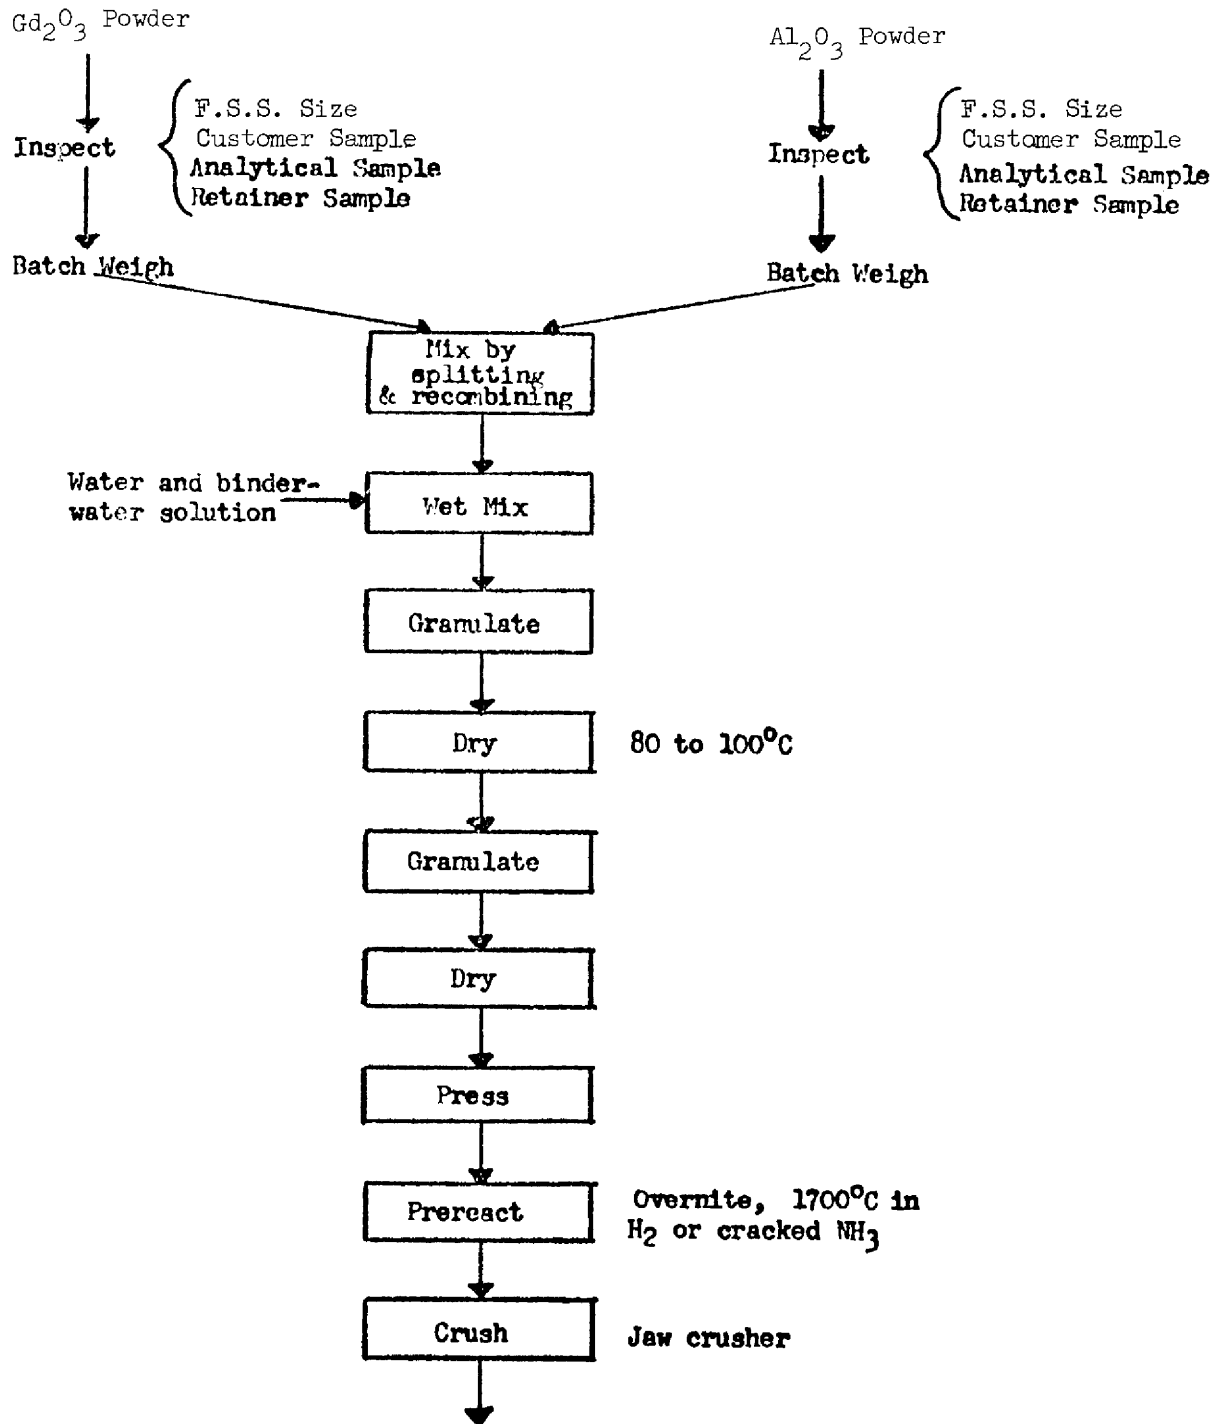 Gd2O3 Powder
Inspect
F.S.S. Size
Customer Sample
Analytical Sample
Retainer Sample
Batch Weigh
Al2O3 Powder
Inspect
F.S.S. Size
Customer Sample
Analytical Sample
Retainer Sample
Batch Weigh
Mix by
splitting
& recombining
Water and binder-
water solution
Wet Mix
Granulate
Dry
80 to 100°C
Granulate
Dry
Press
Prereact
Overnite, 1700°C in
H2 or cracked NH3
Crush
Jaw crusher